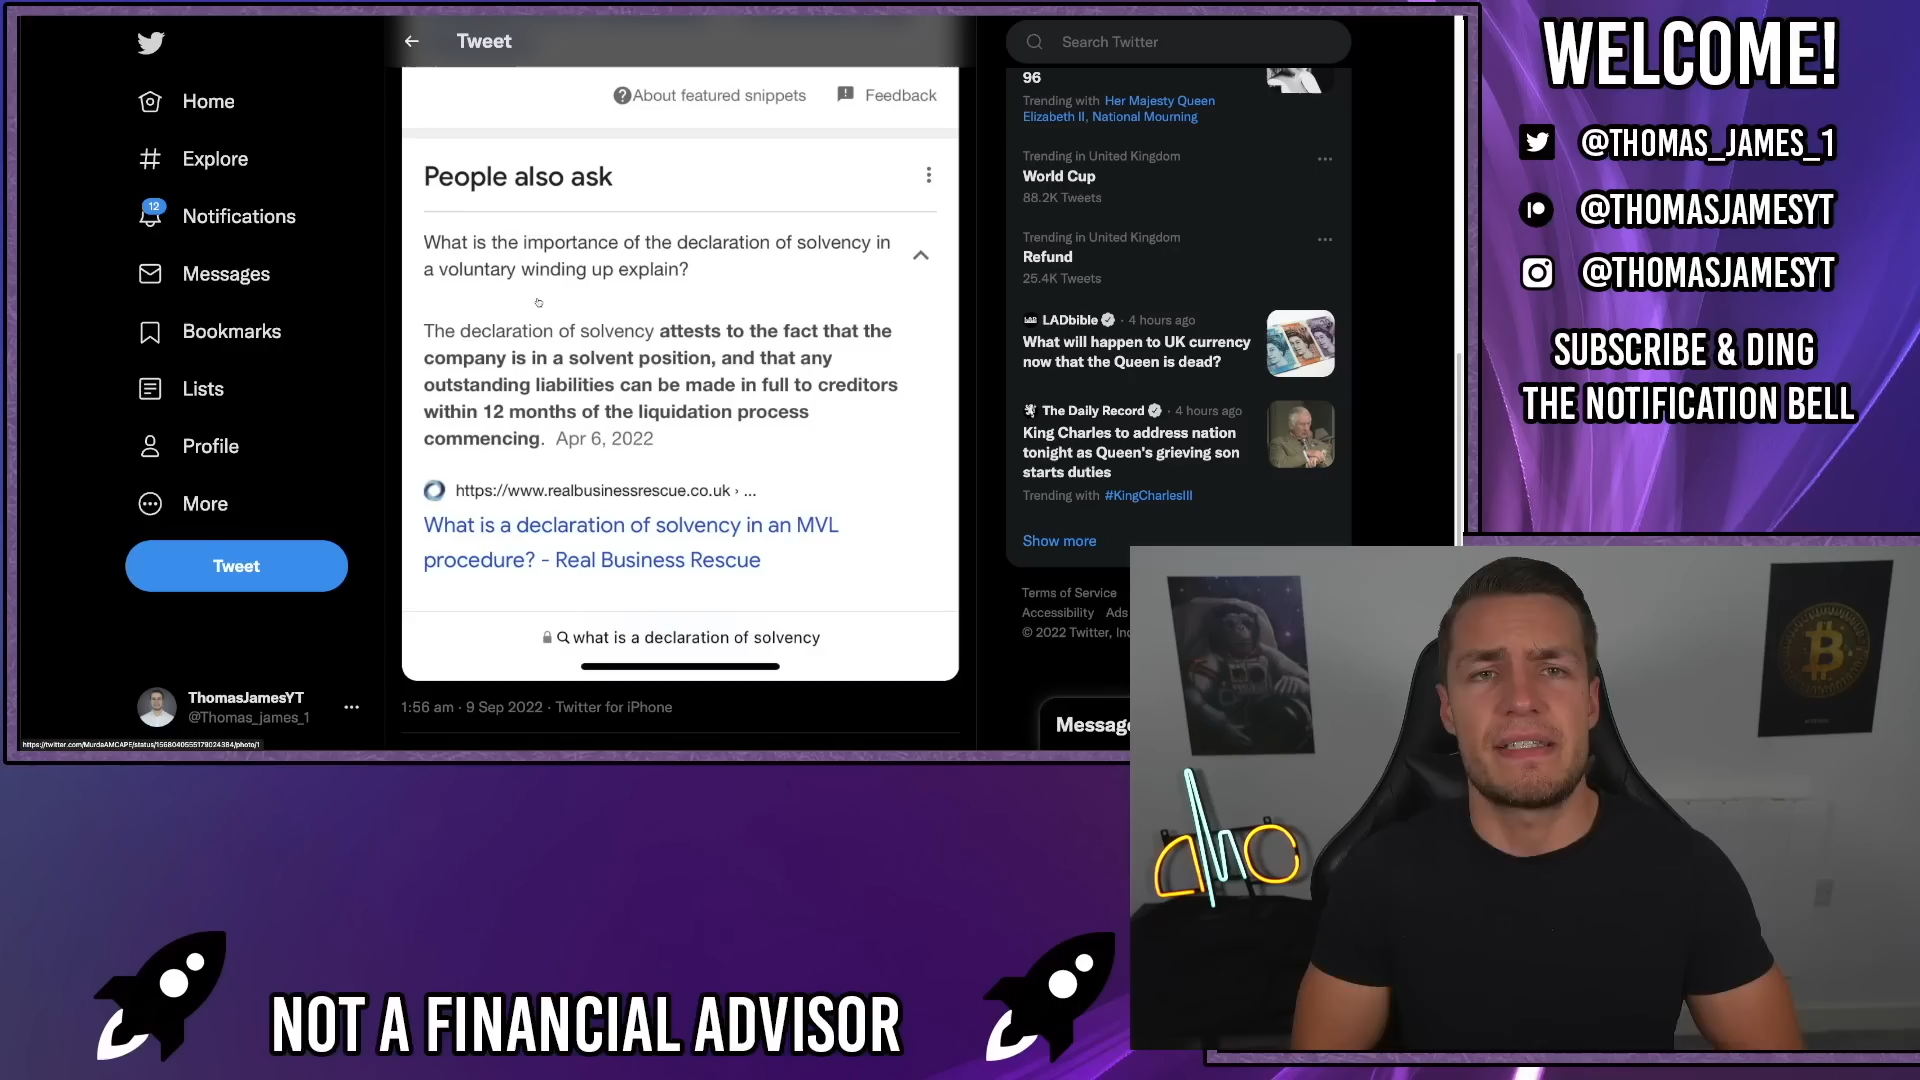 Home
Explore
12
Notifications
Messages
Bookmarks
Lists
Profile
More
Tweet
ThomasJamesYT
@Thomas_james_1
https://twitter.com/MurdaAMCAPE/status/1568040555179024384/photo/1
Tweet
About featured snippets
Feedback
People also ask
What is the importance of the declaration of solvency in
a voluntary winding up explain?
The declaration of solvency attests to the fact that the
company is in a solvent position, and that any
outstanding liabilities can be made in full to creditors
within 12 months of the liquidation process
commencing. Apr 6, 2022
https://www.realbusinessrescue.co.uk › ...
What is a declaration of solvency in an MVL
procedure? - Real Business Rescue
what is a declaration of solvency
1:56 am · 9 Sep 2022 · Twitter for iPhone
Search Twitter
96
Trending with Her Majesty Queen
Elizabeth II, National Mourning
Trending in United Kingdom
World Cup
88.2K Tweets
Trending in United Kingdom
Refund
25.4K Tweets
LADbible · 4 hours ago
What will happen to UK currency
now that the Queen is dead?
The Daily Record · 4 hours ago
King Charles to address nation
tonight as Queen's grieving son
starts duties
Trending with #KingCharlesIII
Show more
Terms of Service
Accessibility Ads
© 2022 Twitter, Inc
Message
WELCOME!
@THOMAS_JAMES_1
@THOMASJAMESYT
@THOMASJAMESYT
SUBSCRIBE & DING
THE NOTIFICATION BELL
NOT A FINANCIAL ADVISOR